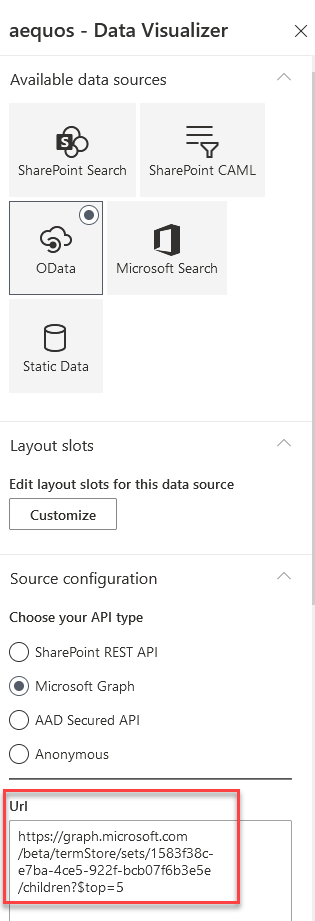 aequos - Data Visualizer
Available data sources
SharePoint Search
SharePoint CAML
OData
Microsoft Search
Static Data
Layout slots
Edit layout slots for this data source
Customize
Source configuration
Choose your API type
SharePoint REST API
Microsoft Graph
AAD Secured API
Anonymous
Url
https://graph.microsoft.com
/beta/termStore/sets/1583f38c-
e7ba-4ce5-922f-bcb07f6b3e5e
/children?$top=5